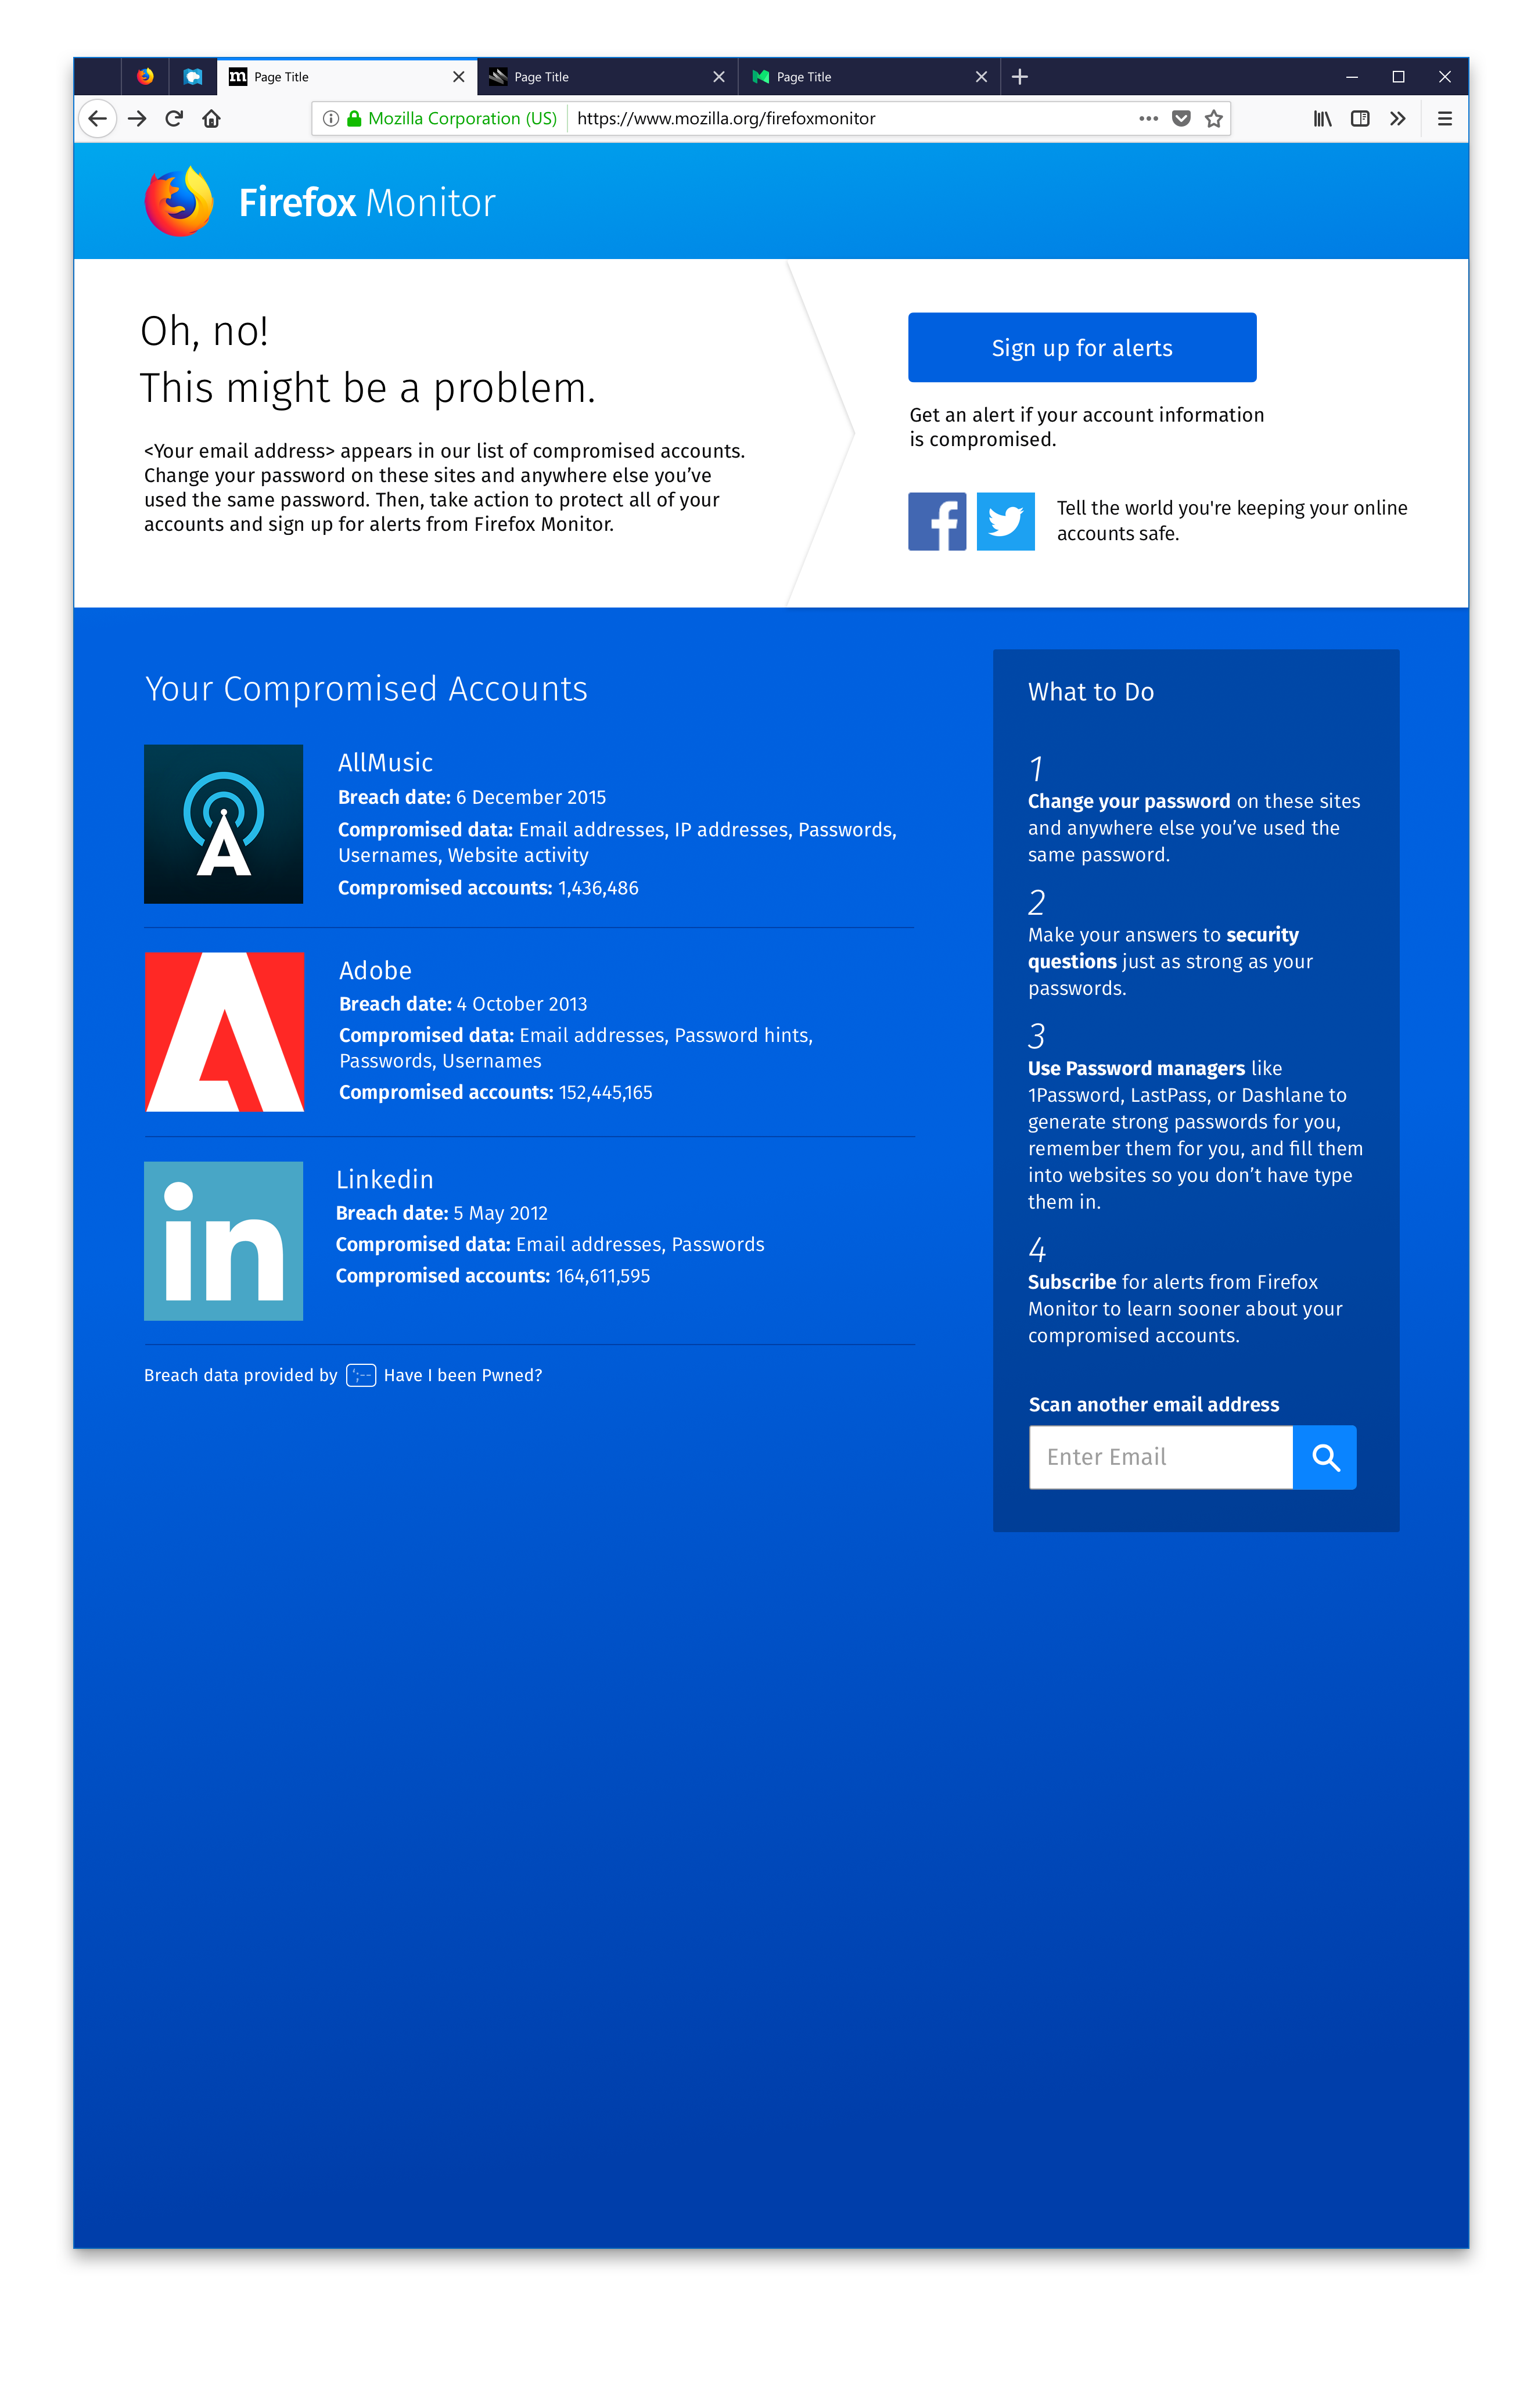 Page Title
Page Title
Page Title
Mozilla Corporation (US)
https://www.mozilla.org/firefoxmonitor
Firefox Monitor
Oh, no!
This might be a problem.
<Your email address> appears in our list of compromised accounts.
Change your password on these sites and anywhere else you’ve
used the same password. Then, take action to protect all of your
accounts and sign up for alerts from Firefox Monitor.
Sign up for alerts
Get an alert if your account information
is compromised.
Tell the world you're keeping your online
accounts safe.
Your Compromised Accounts
AllMusic
Breach date: 6 December 2015
Compromised data: Email addresses, IP addresses, Passwords,
Usernames, Website activity
Compromised accounts: 1,436,486
Adobe
Breach date: 4 October 2013
Compromised data: Email addresses, Password hints,
Passwords, Usernames
Compromised accounts: 152,445,165
in
Linkedin
Breach date: 5 May 2012
Compromised data: Email addresses, Passwords
Compromised accounts: 164,611,595
Breach data provided by ';-- Have I been Pwned?
What to Do
1
Change your password on these sites
and anywhere else you’ve used the
same password.
2
Make your answers to security
questions just as strong as your
passwords.
3
Use Password managers like
1Password, LastPass, or Dashlane to
generate strong passwords for you,
remember them for you, and fill them
into websites so you don’t have type
them in.
4
Subscribe for alerts from Firefox
Monitor to learn sooner about your
compromised accounts.
Scan another email address
Enter Email